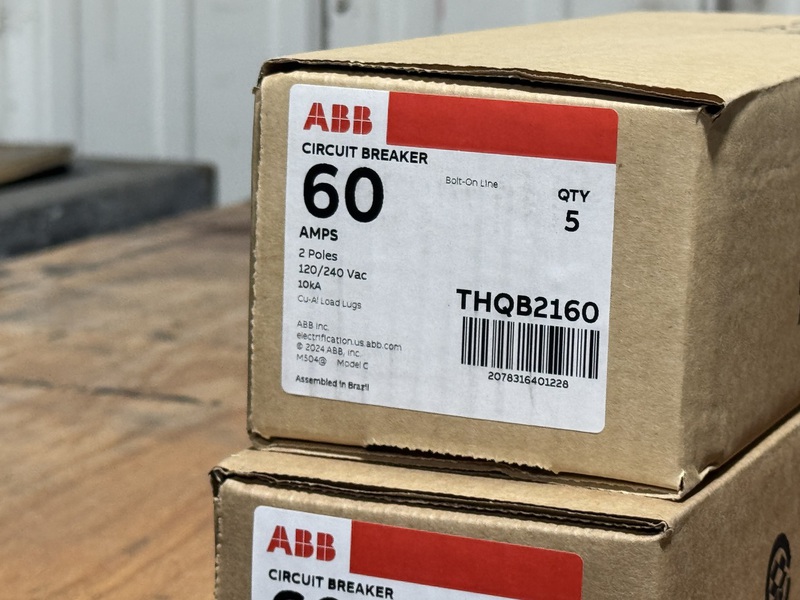 ABB
CIRCUIT BREAKER
60
AMPS
Bolt-On Line
QTY
5
2 Poles
120/240 Vac
10kA
Cu-Al Load Lugs
THQB2160
2078316401228
ABB Inc.
electrification.us.abb.com
© 2024 ABB, Inc.
M504@ Model C
Assembled in Brazil
ABB
CIRCUIT BREAKER